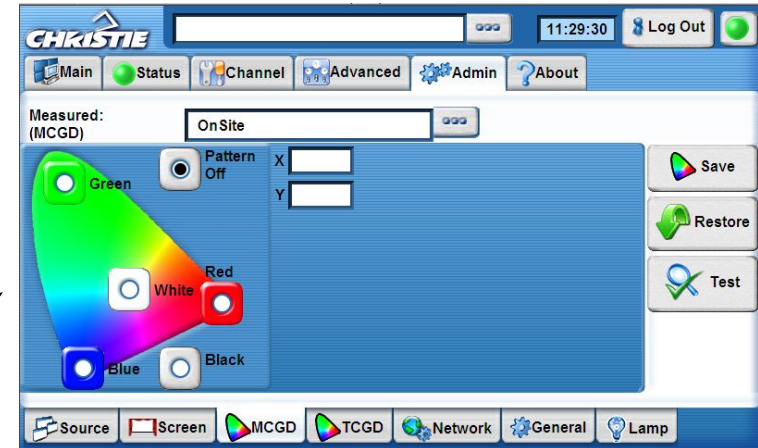 CHRISTIE
11:29:30
Log Out
Main
Status
Channel
Advanced
Admin
About
Measured:
(MCGD)
OnSite
Green
Pattern
Off
X
Y
Save
Restore
Red
White
Test
Blue
Black
Source
Screen
MCGD
TCGD
Network
General
Lamp